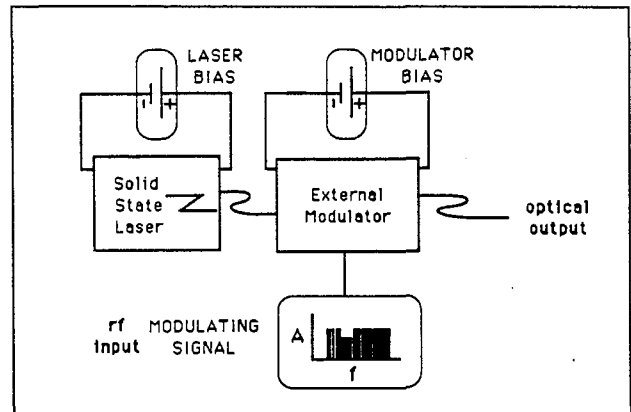 LASER
BIAS
MODULATOR
BIAS
- +
- +
Solid
State
Laser
External
Modulator
optical
output
rf
input
MODULATING
SIGNAL
A
f